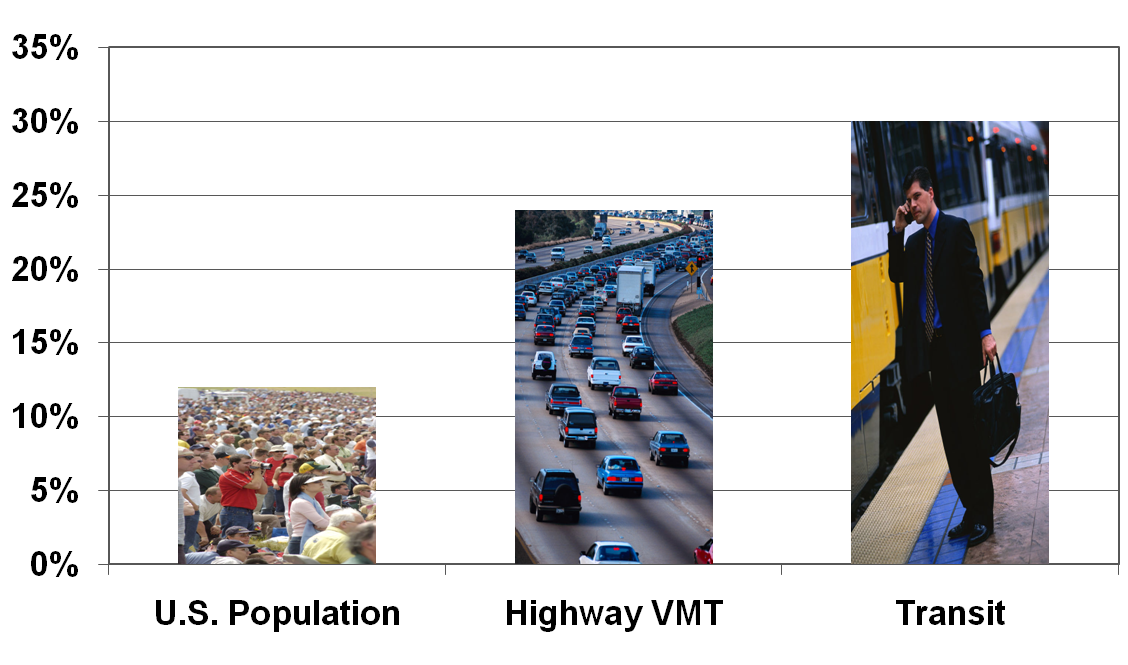 35%
30%
25%
20%
15%
10%
5%
0%
U.S. Population
Highway VMT
Transit